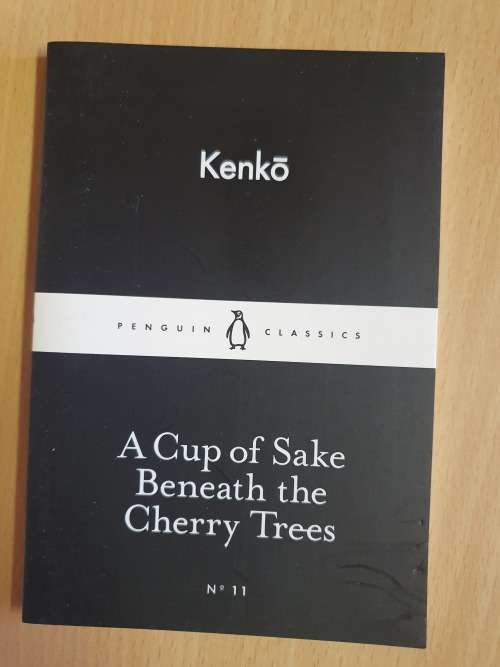 Kenkō
PENGUIN CLASSICS
A Cup of Sake
Beneath the
Cherry Trees
Nº 11